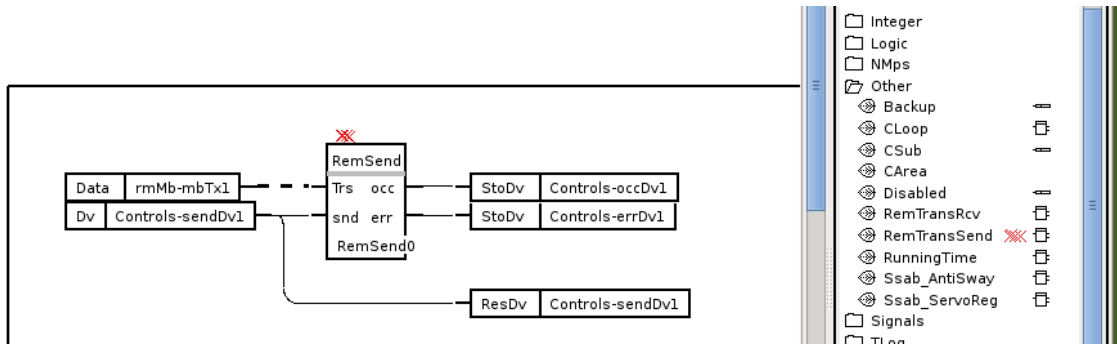 RemSend
Data rmMb-mbTx1 Trs occ StoDv Controls-occDv1
Dv Controls-sendDv1 snd err StoDv Controls-errDv1
RemSend0
ResDv Controls-sendDv1
Integer
Logic
NMps
Other
Backup
CLoop
CSub
CArea
Disabled
RemTransRcv
RemTransSend
RunningTime
Ssab_AntiSway
Ssab_ServoReg
Signals
TLog